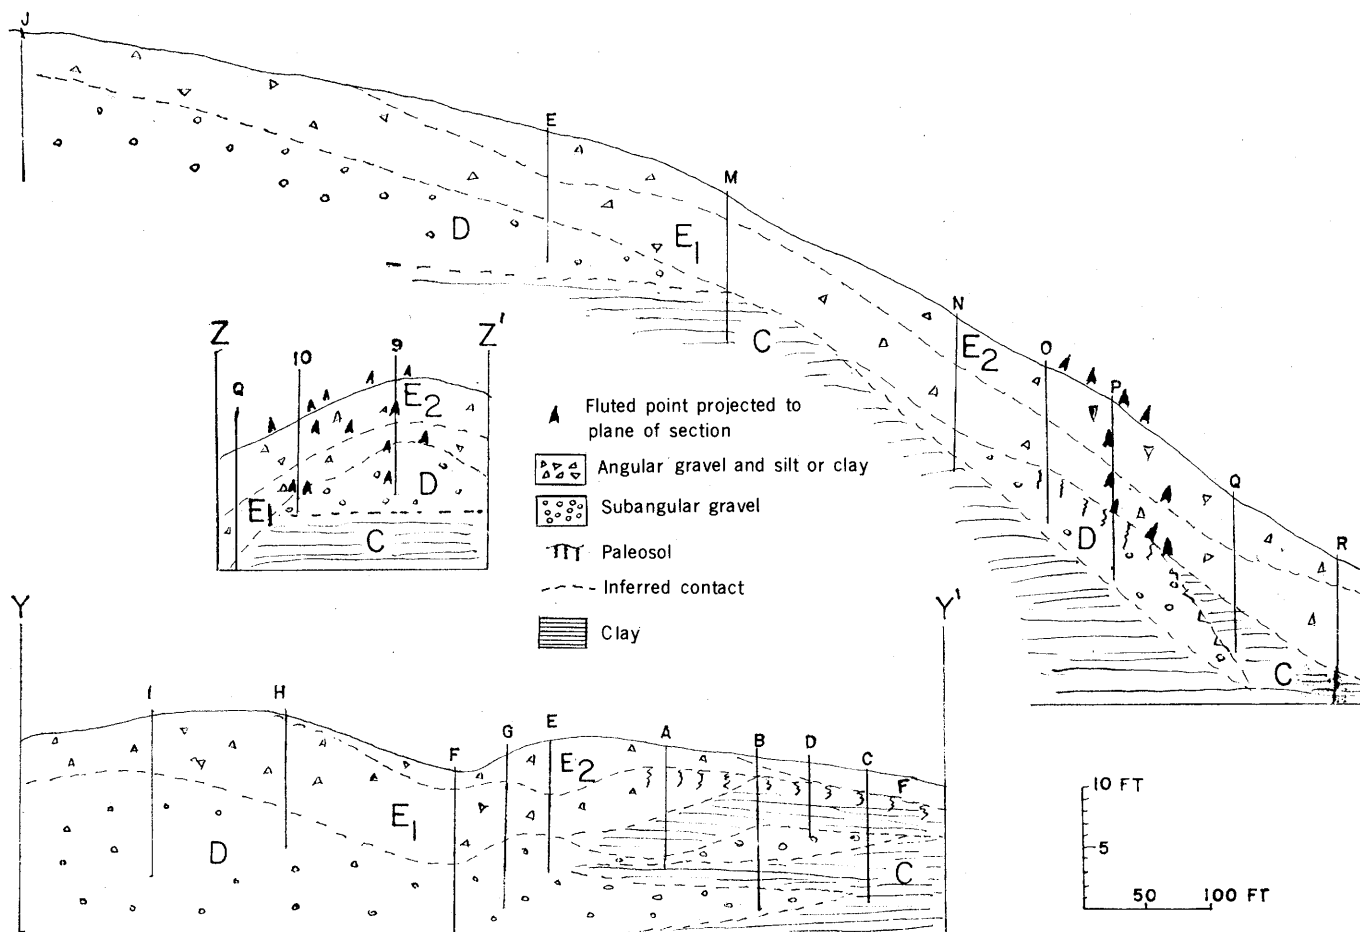 J
E
M
D
E1
C
N
E2
O
P
Q
R
D
C
Z
Z'
Q
10
9
E2
D
E1
C
Fluted point projected to
plane of section
Angular gravel and silt or clay
Subangular gravel
Paleosol
Inferred contact
Clay
Y
Y'
I
H
F
G
E
A
B
D
C
E2
F
E1
D
C
10 FT
5
50 100 FT